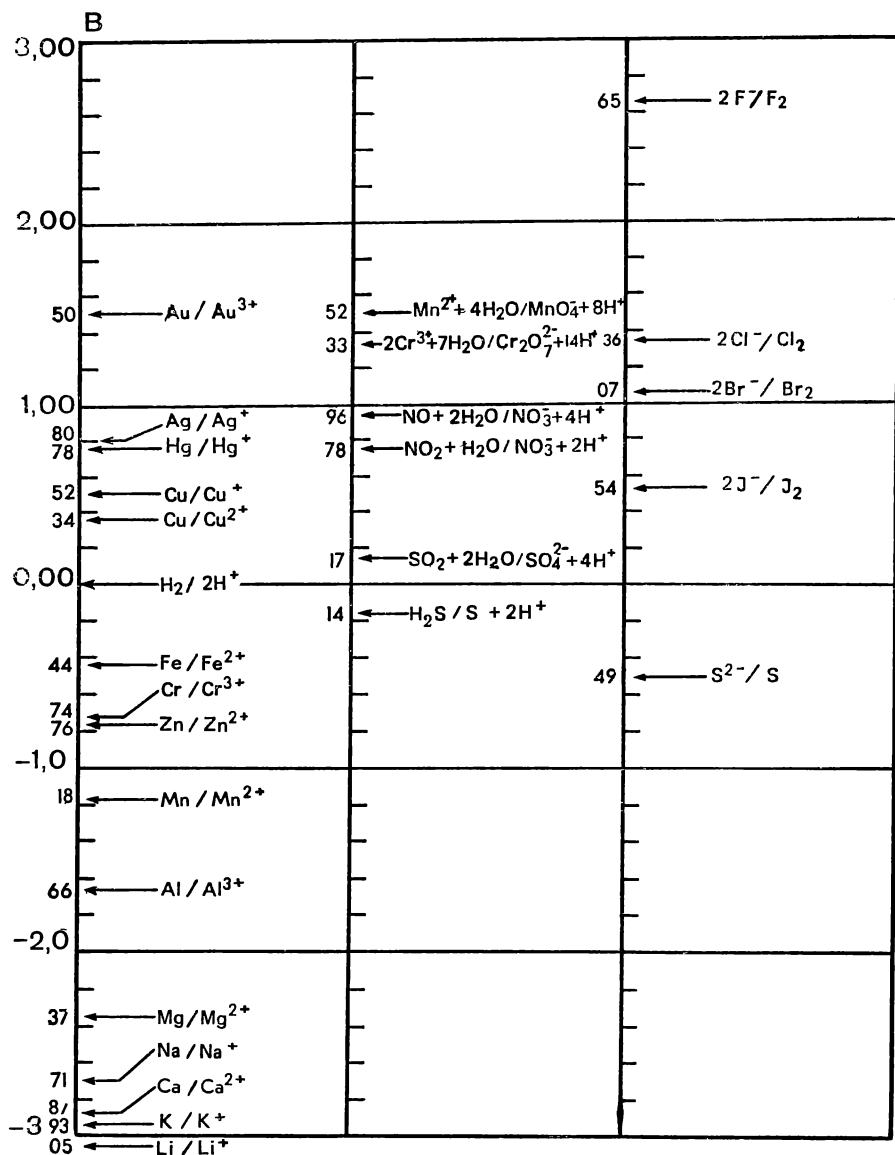 В
3,00
65 2F⁻/F₂
2,00
50 Au/Au³⁺ 52 Mn²⁺+ 4H₂O/MnO₄⁻+ 8H⁺
33 2Cr³⁺+7H₂O/Cr₂O₇²⁻+14H⁺ 36 2Cl⁻/Cl₂
07 2Br⁻/Br₂
1,00
80 Ag/Ag⁺ 96 NO+ 2H₂O/NO₃⁻+4H⁺
78 Hg/Hg⁺ 78 NO₂+H₂O/NO₃⁻+2H⁺
52 Cu/Cu⁺ 54 2J⁻/J₂
34 Cu/Cu²⁺
17 SO₂+ 2H₂O/SO₄²⁻+4H⁺
0,00 H₂/2H⁺
14 H₂S/S + 2H⁺
44 Fe/Fe²⁺ 49 S²⁻/S
74 Cr/Cr³⁺
76 Zn/Zn²⁺
-1,0
18 Mn/Mn²⁺
66 Al/Al³⁺
-2,0
37 Mg/Mg²⁺
71 Na/Na⁺
Ca/Ca²⁺
-3 93 K/K⁺
05 Li/Li⁺